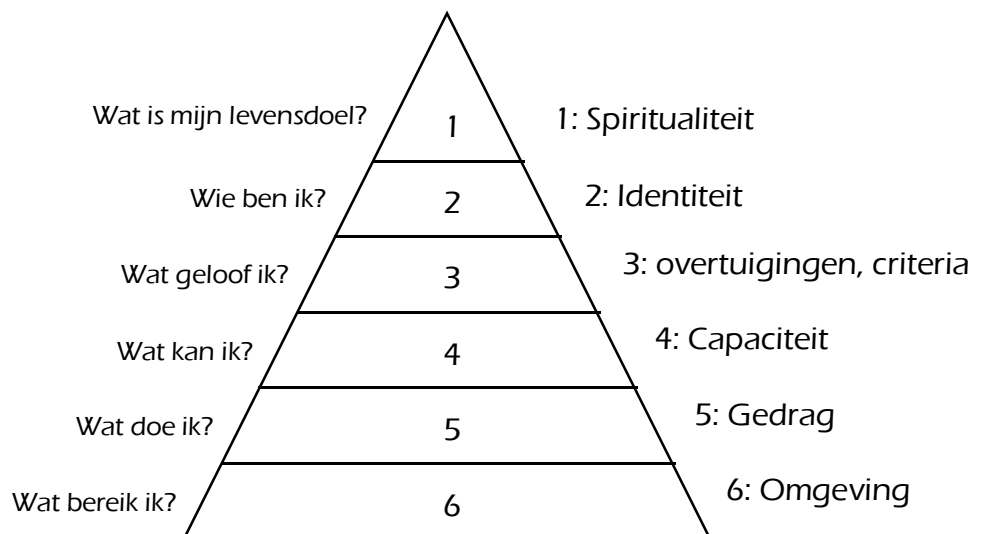 Wat is mijn levensdoel?
1
1: Spiritualiteit
Wie ben ik?
2
2: Identiteit
Wat geloof ik?
3
3: overtuigingen, criteria
Wat kan ik?
4
4: Capaciteit
Wat doe ik?
5
5: Gedrag
Wat bereik ik?
6
6: Omgeving